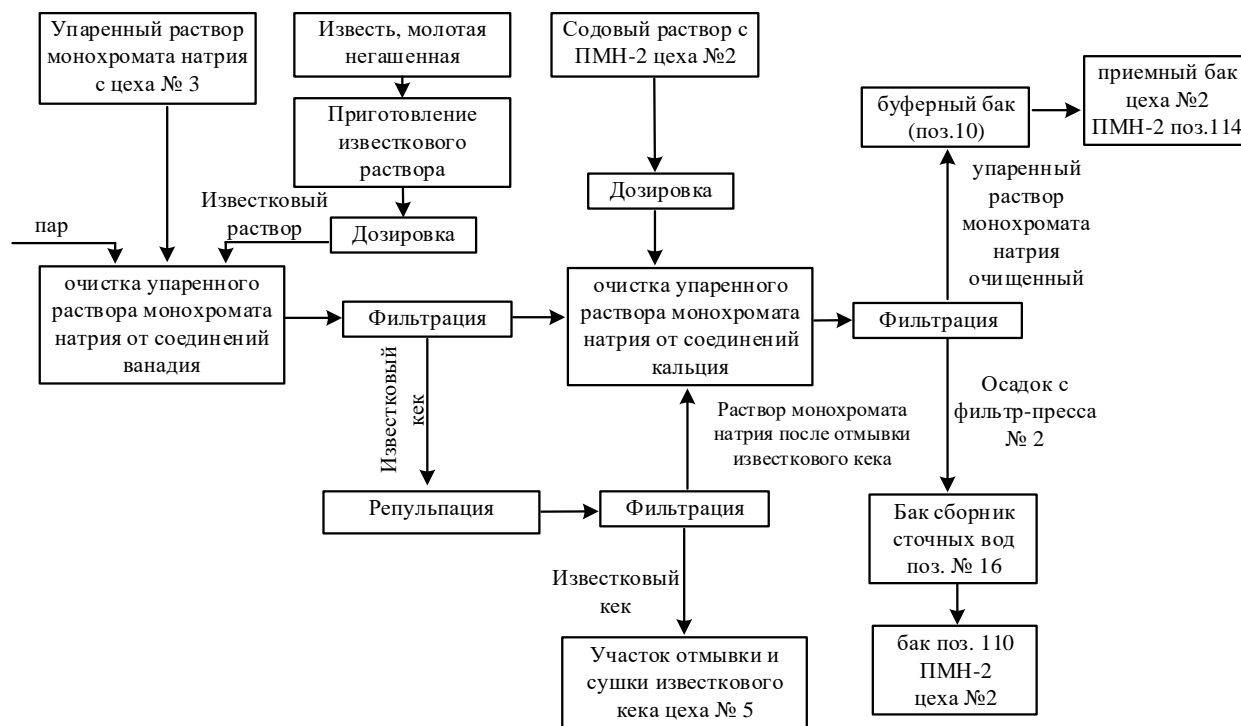 Упаренный раствор
монохромата натрия
с цеха № 3
Известь, молотая
негашенная
Содовый раствор с
ПМН-2 цеха №2
приемный бак
цеха №2
ПМН-2 поз.114
буферный бак
(поз.10)
Приготовление
известкового
раствора
Дозировка
упаренный
раствор
монохромата
натрия
очищенный
Известковый
раствор
пар
Дозировка
очистка упаренного
раствора монохромата
натрия от соединений
ванадия
Фильтрация
очистка упаренного
раствора монохромата
натрия от соединений
кальция
Фильтрация
Известковый
кек
Раствор монохромата
натрия после отмывки
известкового кека
Осадок с
фильтр-пресса
№ 2
Репульпация
Фильтрация
Бак сборник
сточных вод
поз. № 16
Известковый
кек
Участок отмывки и
сушки известкового
кека цеха № 5
бак поз. 110
ПМН-2
цеха №2